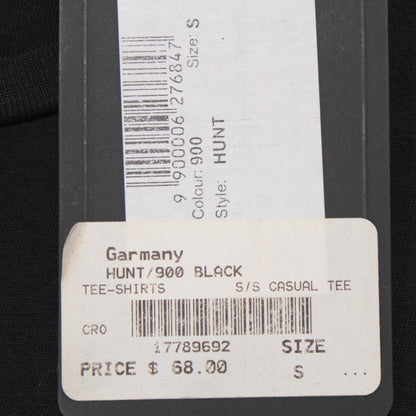 9 900006 276847
Colour: 900 Size: S
Style: HUNT
Garmany
HUNT/900 BLACK
TEE-SHIRTS S/S CASUAL TEE
CRO
17789692 SIZE
PRICE $ 68.00 S ...